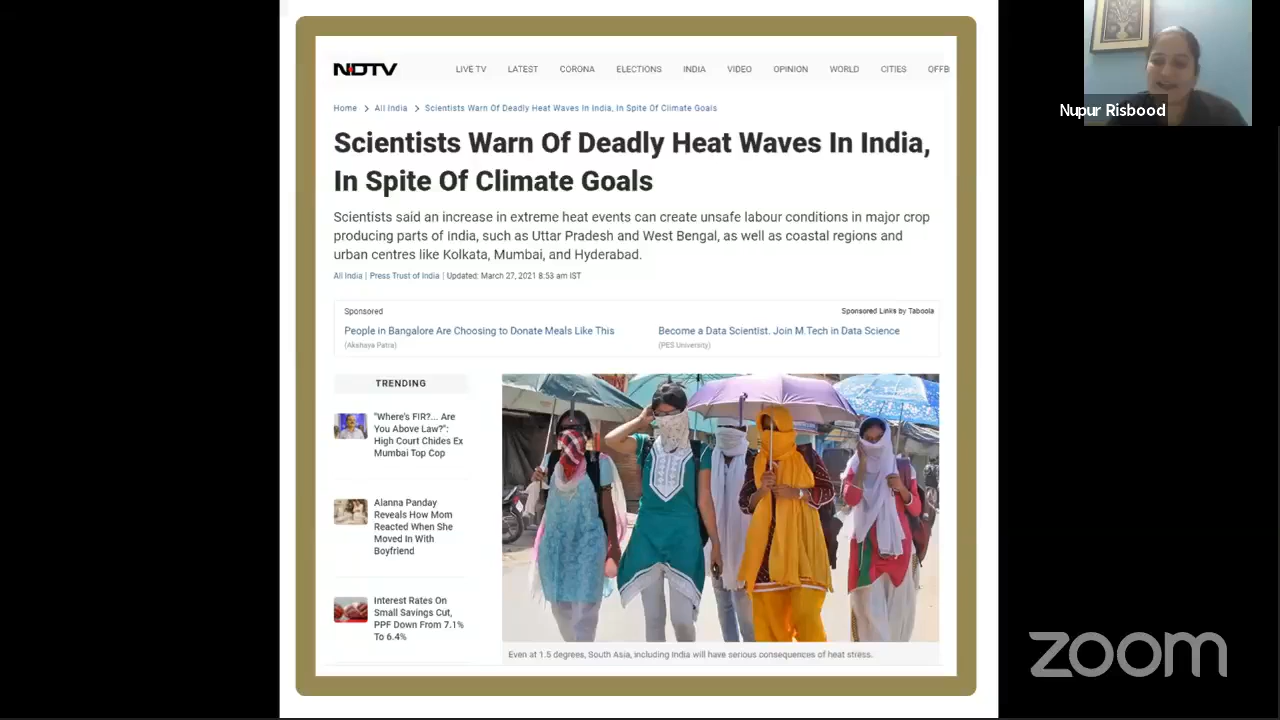 NDTV
LIVE TV LATEST CORONA ELECTIONS INDIA VIDEO OPINION WORLD CITIES OFFB
Home > All India > Scientists Warn Of Deadly Heat Waves In India, In Spite Of Climate Goals
Scientists Warn Of Deadly Heat Waves In India,
In Spite Of Climate Goals
Scientists said an increase in extreme heat events can create unsafe labour conditions in major crop
producing parts of India, such as Uttar Pradesh and West Bengal, as well as coastal regions and
urban centres like Kolkata, Mumbai, and Hyderabad.
All India | Press Trust of India | Updated: March 27, 2021 8:53 am IST
Sponsored
Sponsored Links by Taboola
People in Bangalore Are Choosing to Donate Meals Like This
(Akshaya Patra)
Become a Data Scientist. Join M.Tech in Data Science
(PES University)
TRENDING
"Where's FIR?... Are
You Above Law?":
High Court Chides Ex
Mumbai Top Cop
Alanna Panday
Reveals How Mom
Reacted When She
Moved In With
Boyfriend
Interest Rates On
Small Savings Cut,
PPF Down From 7.1%
To 6.4%
Even at 1.5 degrees, South Asia, including India will have serious consequences of heat stress.
Nupur Risbood
zoom